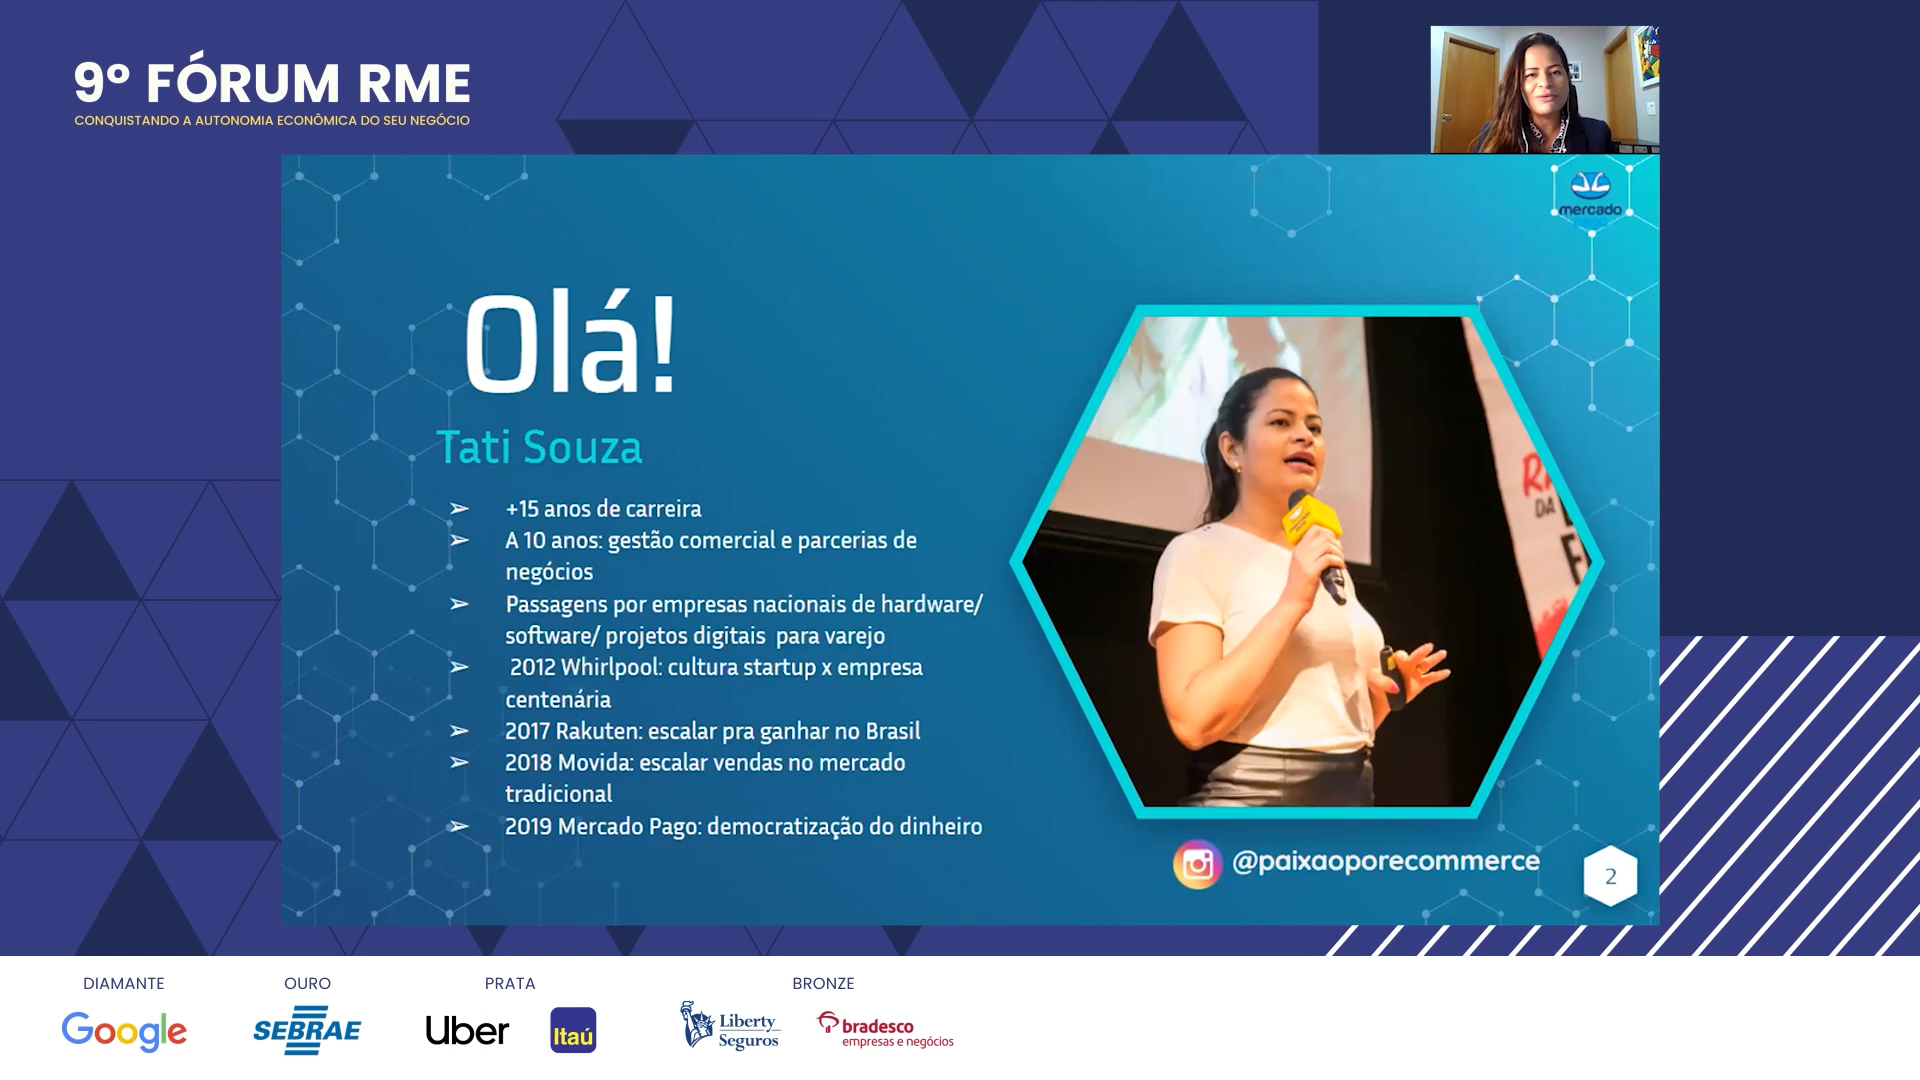 9º FÓRUM RME
CONQUISTANDO A AUTONOMIA ECONÔMICA DO SEU NEGÓCIO
mercado
Olá!
Tati Souza
➢ +15 anos de carreira
➢ A 10 anos: gestão comercial e parcerias de
negócios
➢ Passagens por empresas nacionais de hardware/
software/ projetos digitais para varejo
➢ 2012 Whirlpool: cultura startup x empresa
centenária
➢ 2017 Rakuten: escalar pra ganhar no Brasil
➢ 2018 Movida: escalar vendas no mercado
tradicional
➢ 2019 Mercado Pago: democratização do dinheiro
DA
@paixaoporecommerce
2
DIAMANTE
Google
OURO
SEBRAE
PRATA
Uber
Itaú
BRONZE
Liberty
Seguros
bradesco
empresas e negócios